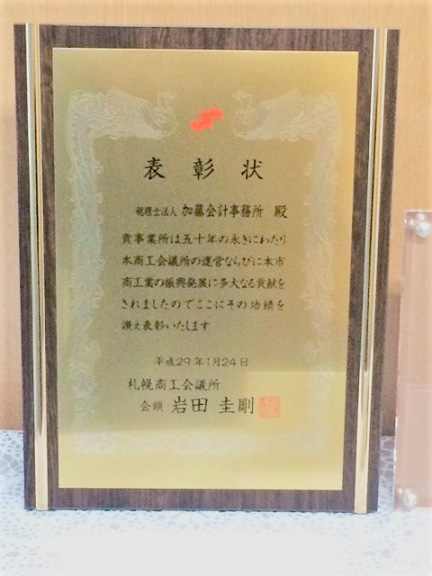 表彰状
税理士法人 加藤会計事務所 殿
貴事業所は五十年の永きにわたり
本商工会議所の運営ならびに本市
商工業の振興発展に多大なる貢献を
されましたのでここにその功績を
讃え表彰いたします
平成29年1月24日
札幌商工会議所
会頭 岩田圭剛